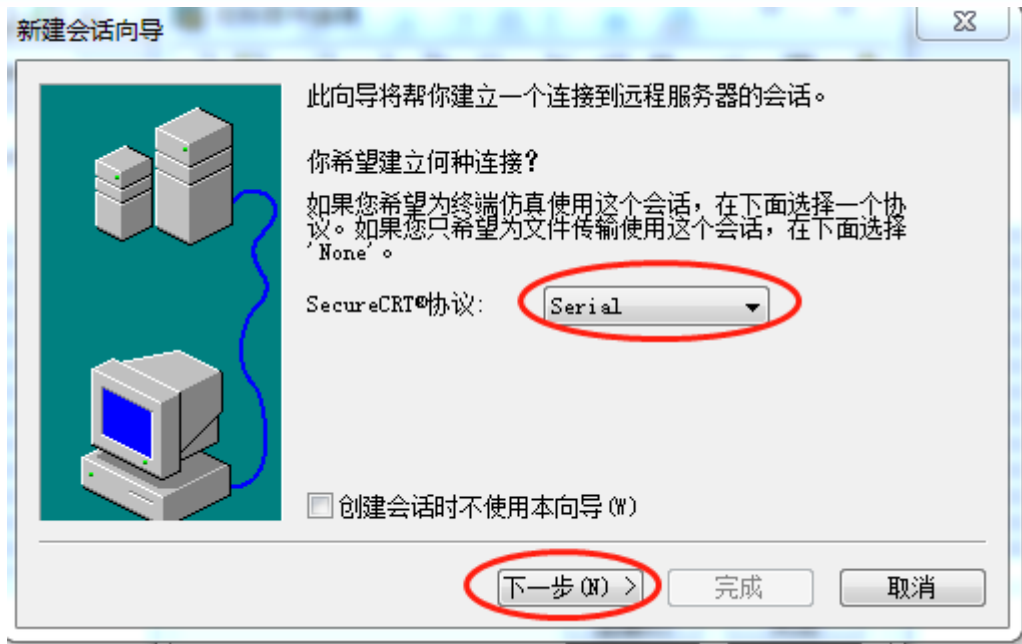 新建会话向导
此向导将帮你建立一个连接到远程服务器的会话。
你希望建立何种连接?
如果您希望为终端仿真使用这个会话，在下面选择一个协
议。如果您只希望为文件传输使用这个会话，在下面选择
'None'。
SecureCRT®协议: Serial
创建会话时不使用本向导(W)
下一步(N) > 完成 取消